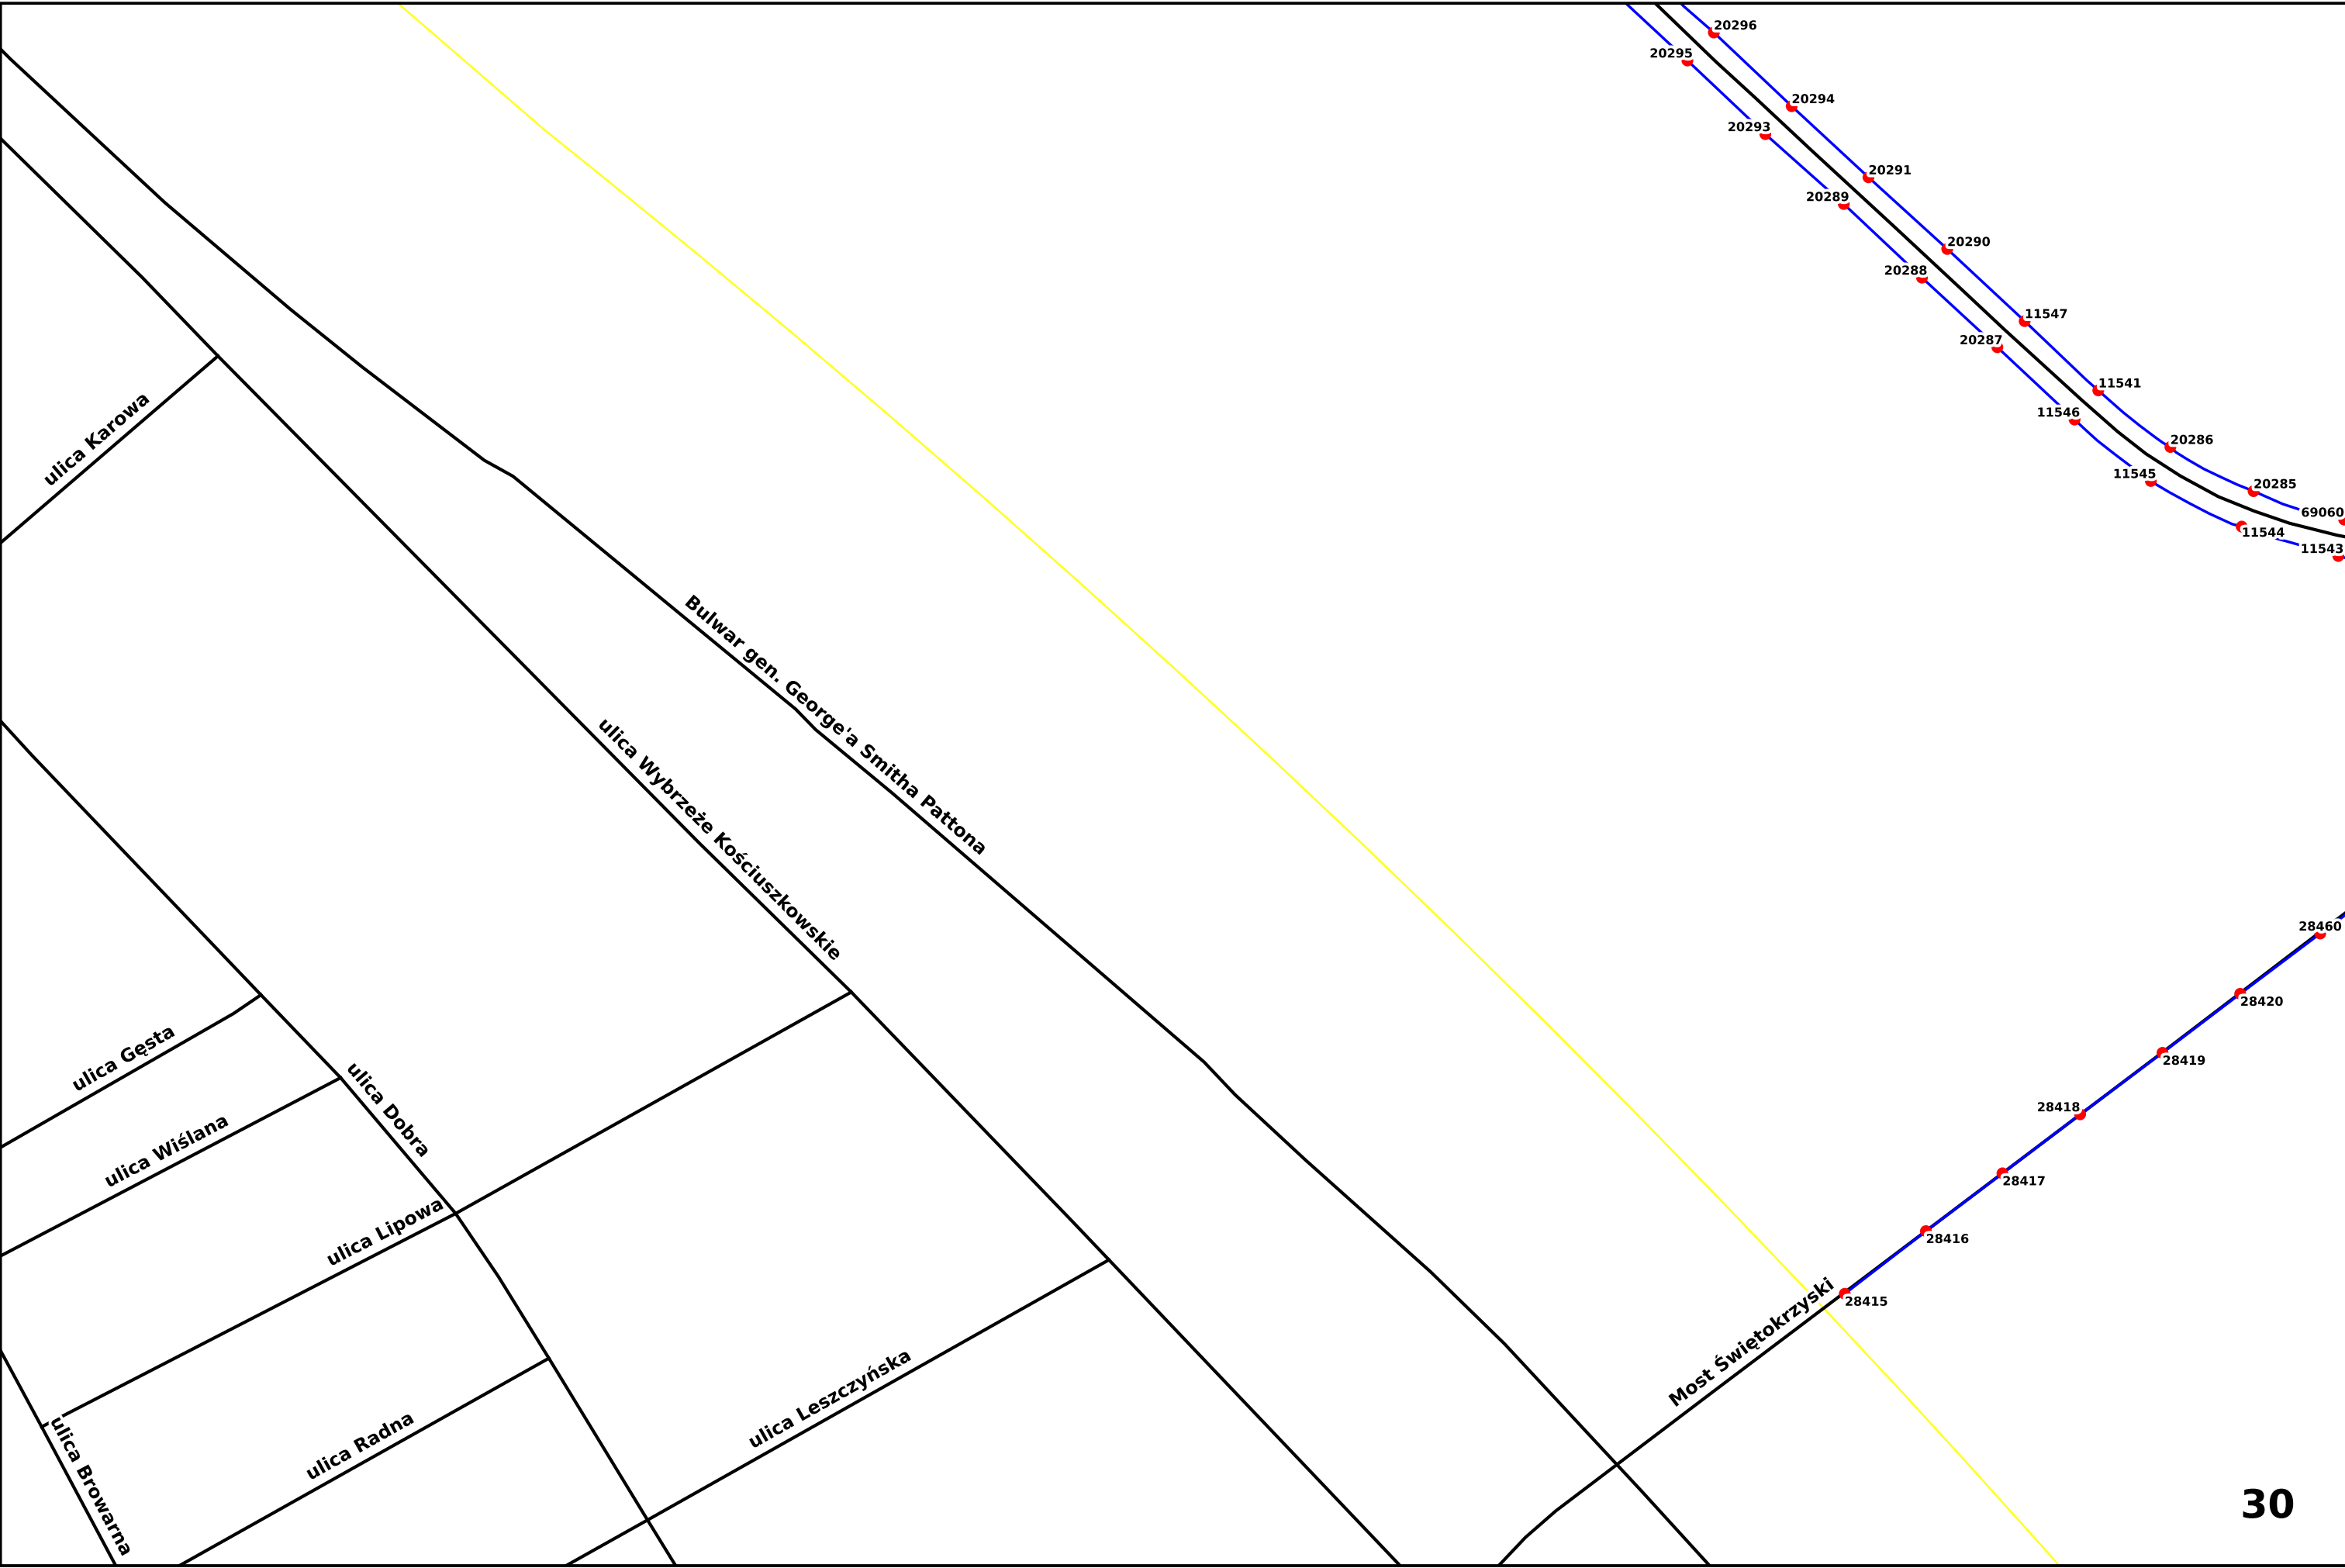 20296
20295
20294
20293
20291
20289
20290
20288
11547
20287
11541
11546
20286
11545
20285
69060
11544
11543
ulica Karowa
Bulwar gen. George'a Smitha Pattona
ulica Wybrzeże Kościuszkowskie
28460
28420
28419
28418
28417
28416
28415
ulica Gęsta
ulica Dobra
ulica Wiślana
ulica Lipowa
Most Świętokrzyski
ulica Leszczyńska
ulica Radna
ulica Browarna
30